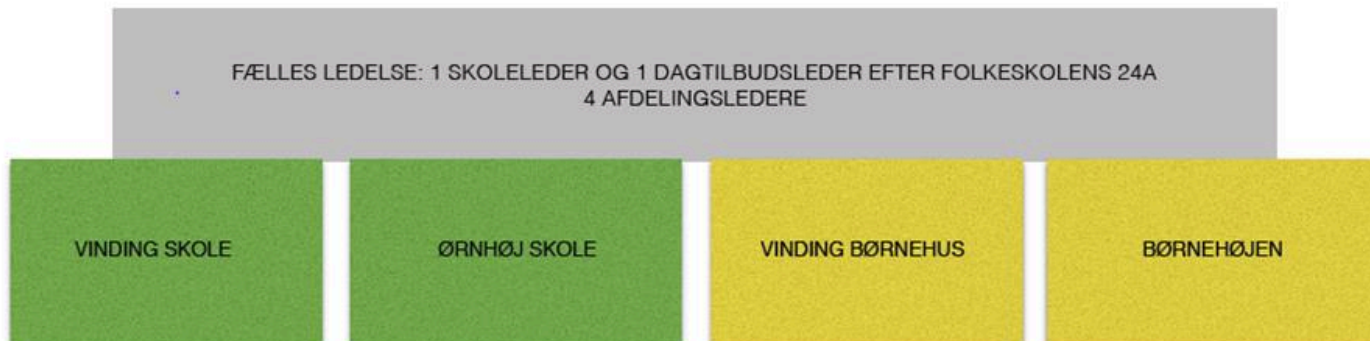 FÆLLES LEDELSE: 1 SKOLELEDER OG 1 DAGTILBUDSLEDER EFTER FOLKESKOLENS 24A
4 AFDELINGSLEDERE
VINDING SKOLE
ØRNHØJ SKOLE
VINDING BØRNEHUS
BØRNEHØJEN